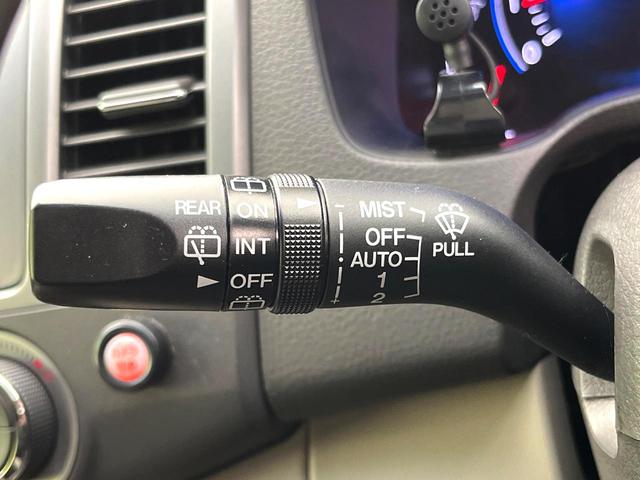 REAR
ON
INT
OFF
MIST
OFF
AUTO
1
2
PULL
-
+